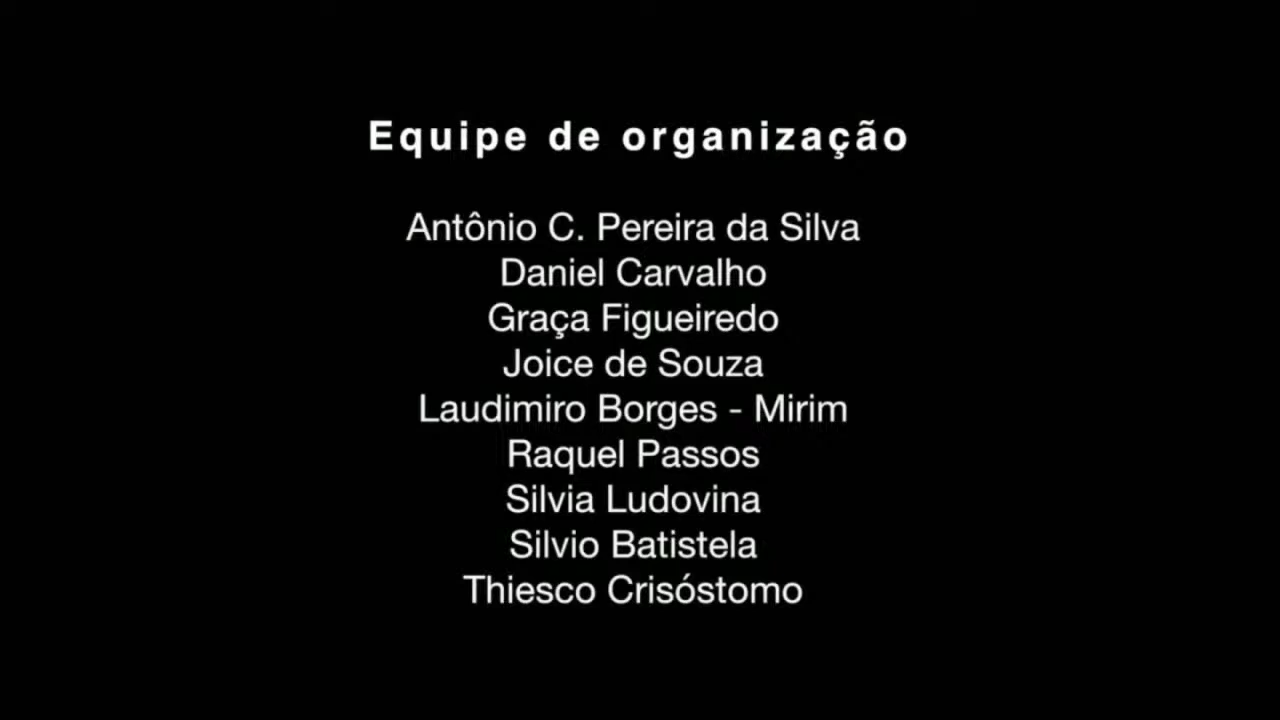 Equipe de organização
Antônio C. Pereira da Silva
Daniel Carvalho
Graça Figueiredo
Joice de Souza
Laudimiro Borges - Mirim
Raquel Passos
Silvia Ludovina
Silvio Batistela
Thiesco Crisóstomo